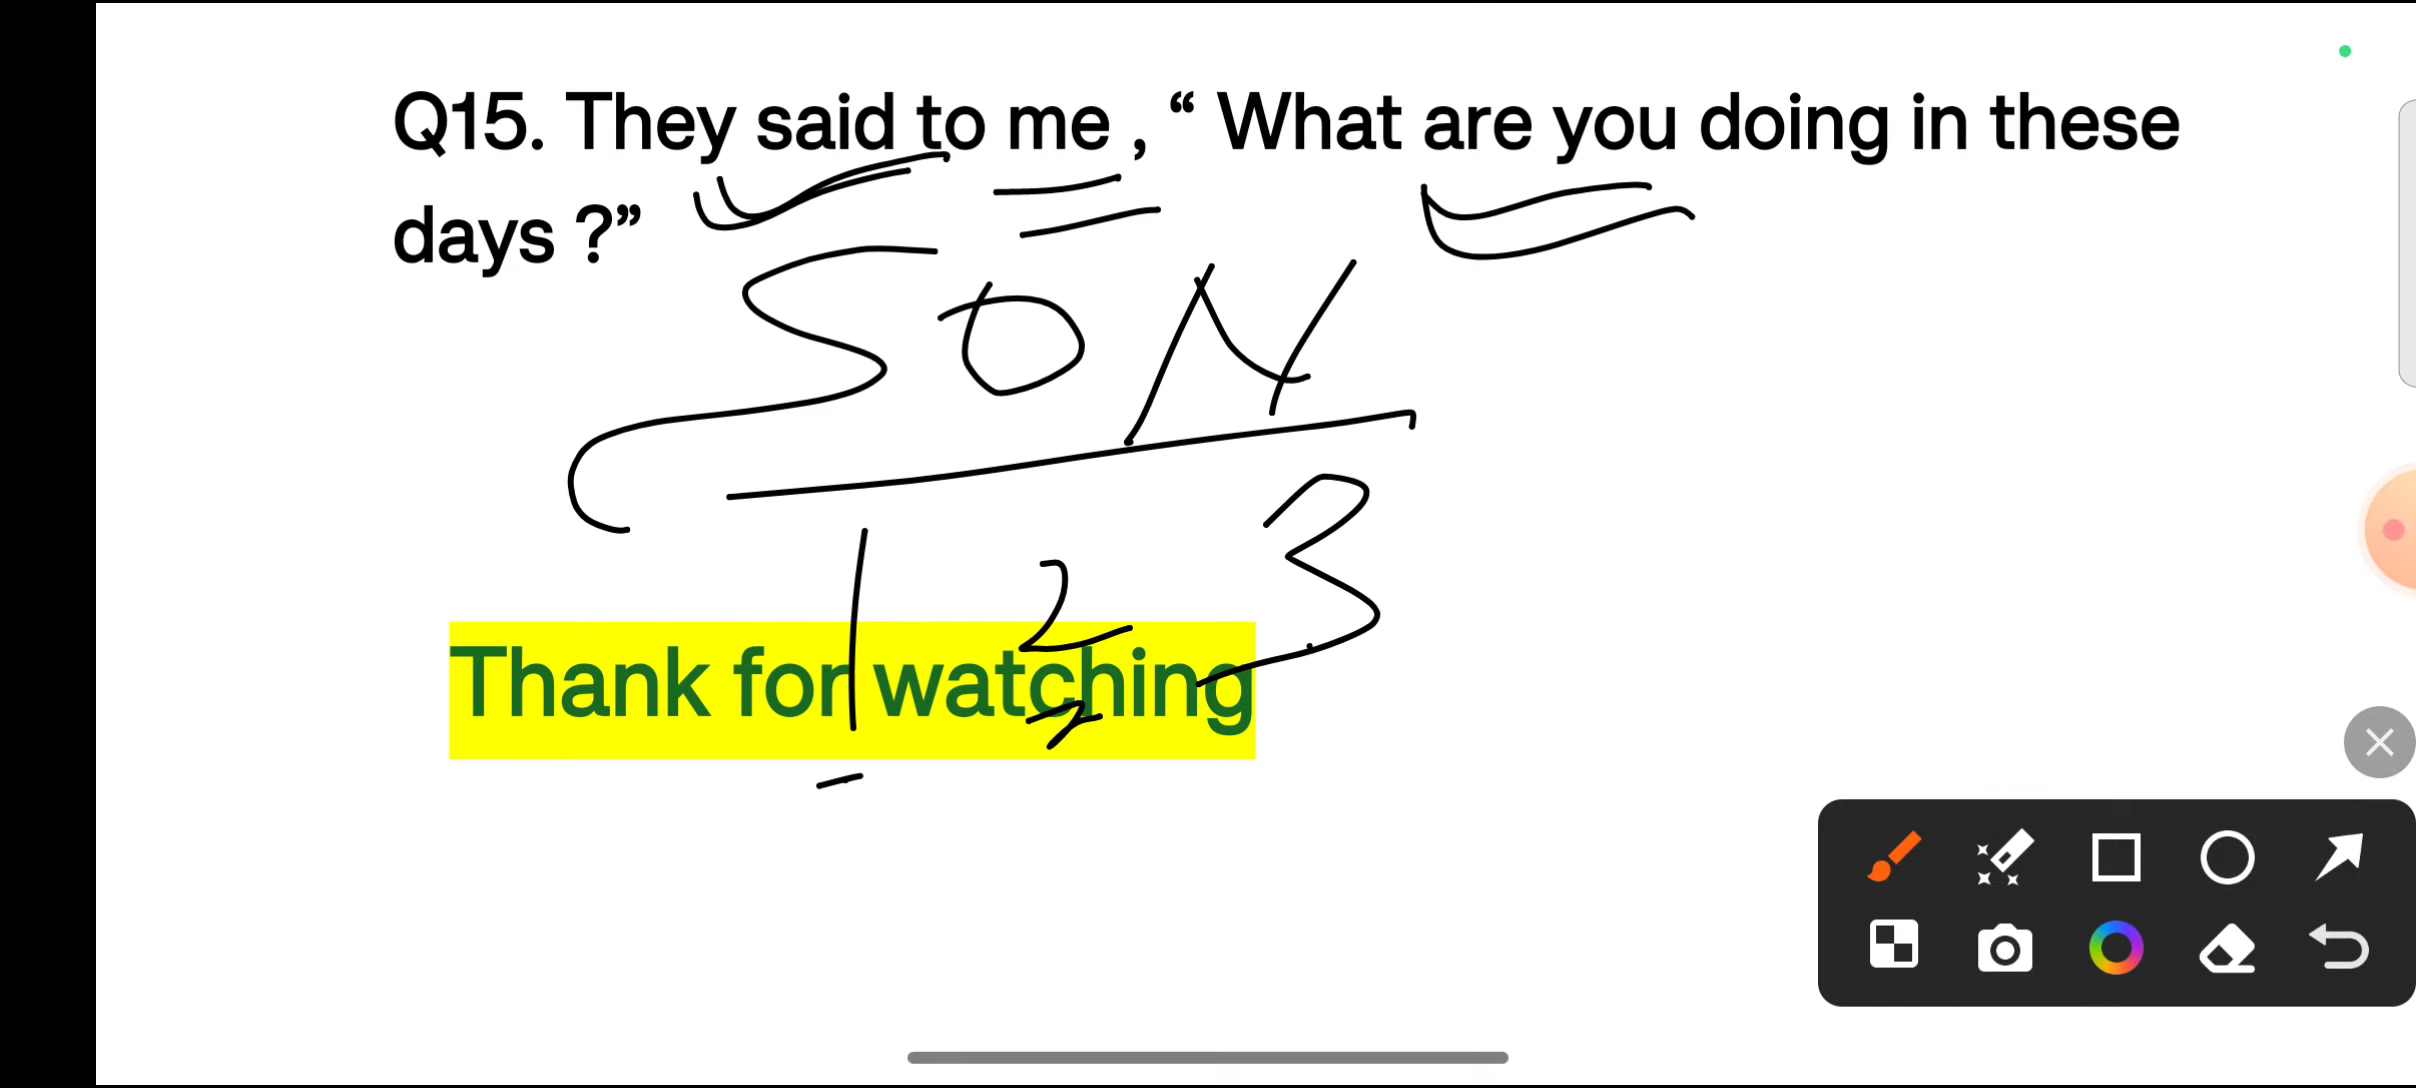 Q15. They said to me , “ What are you doing in these
days ?”
SON
1 2 3
Thank for watching